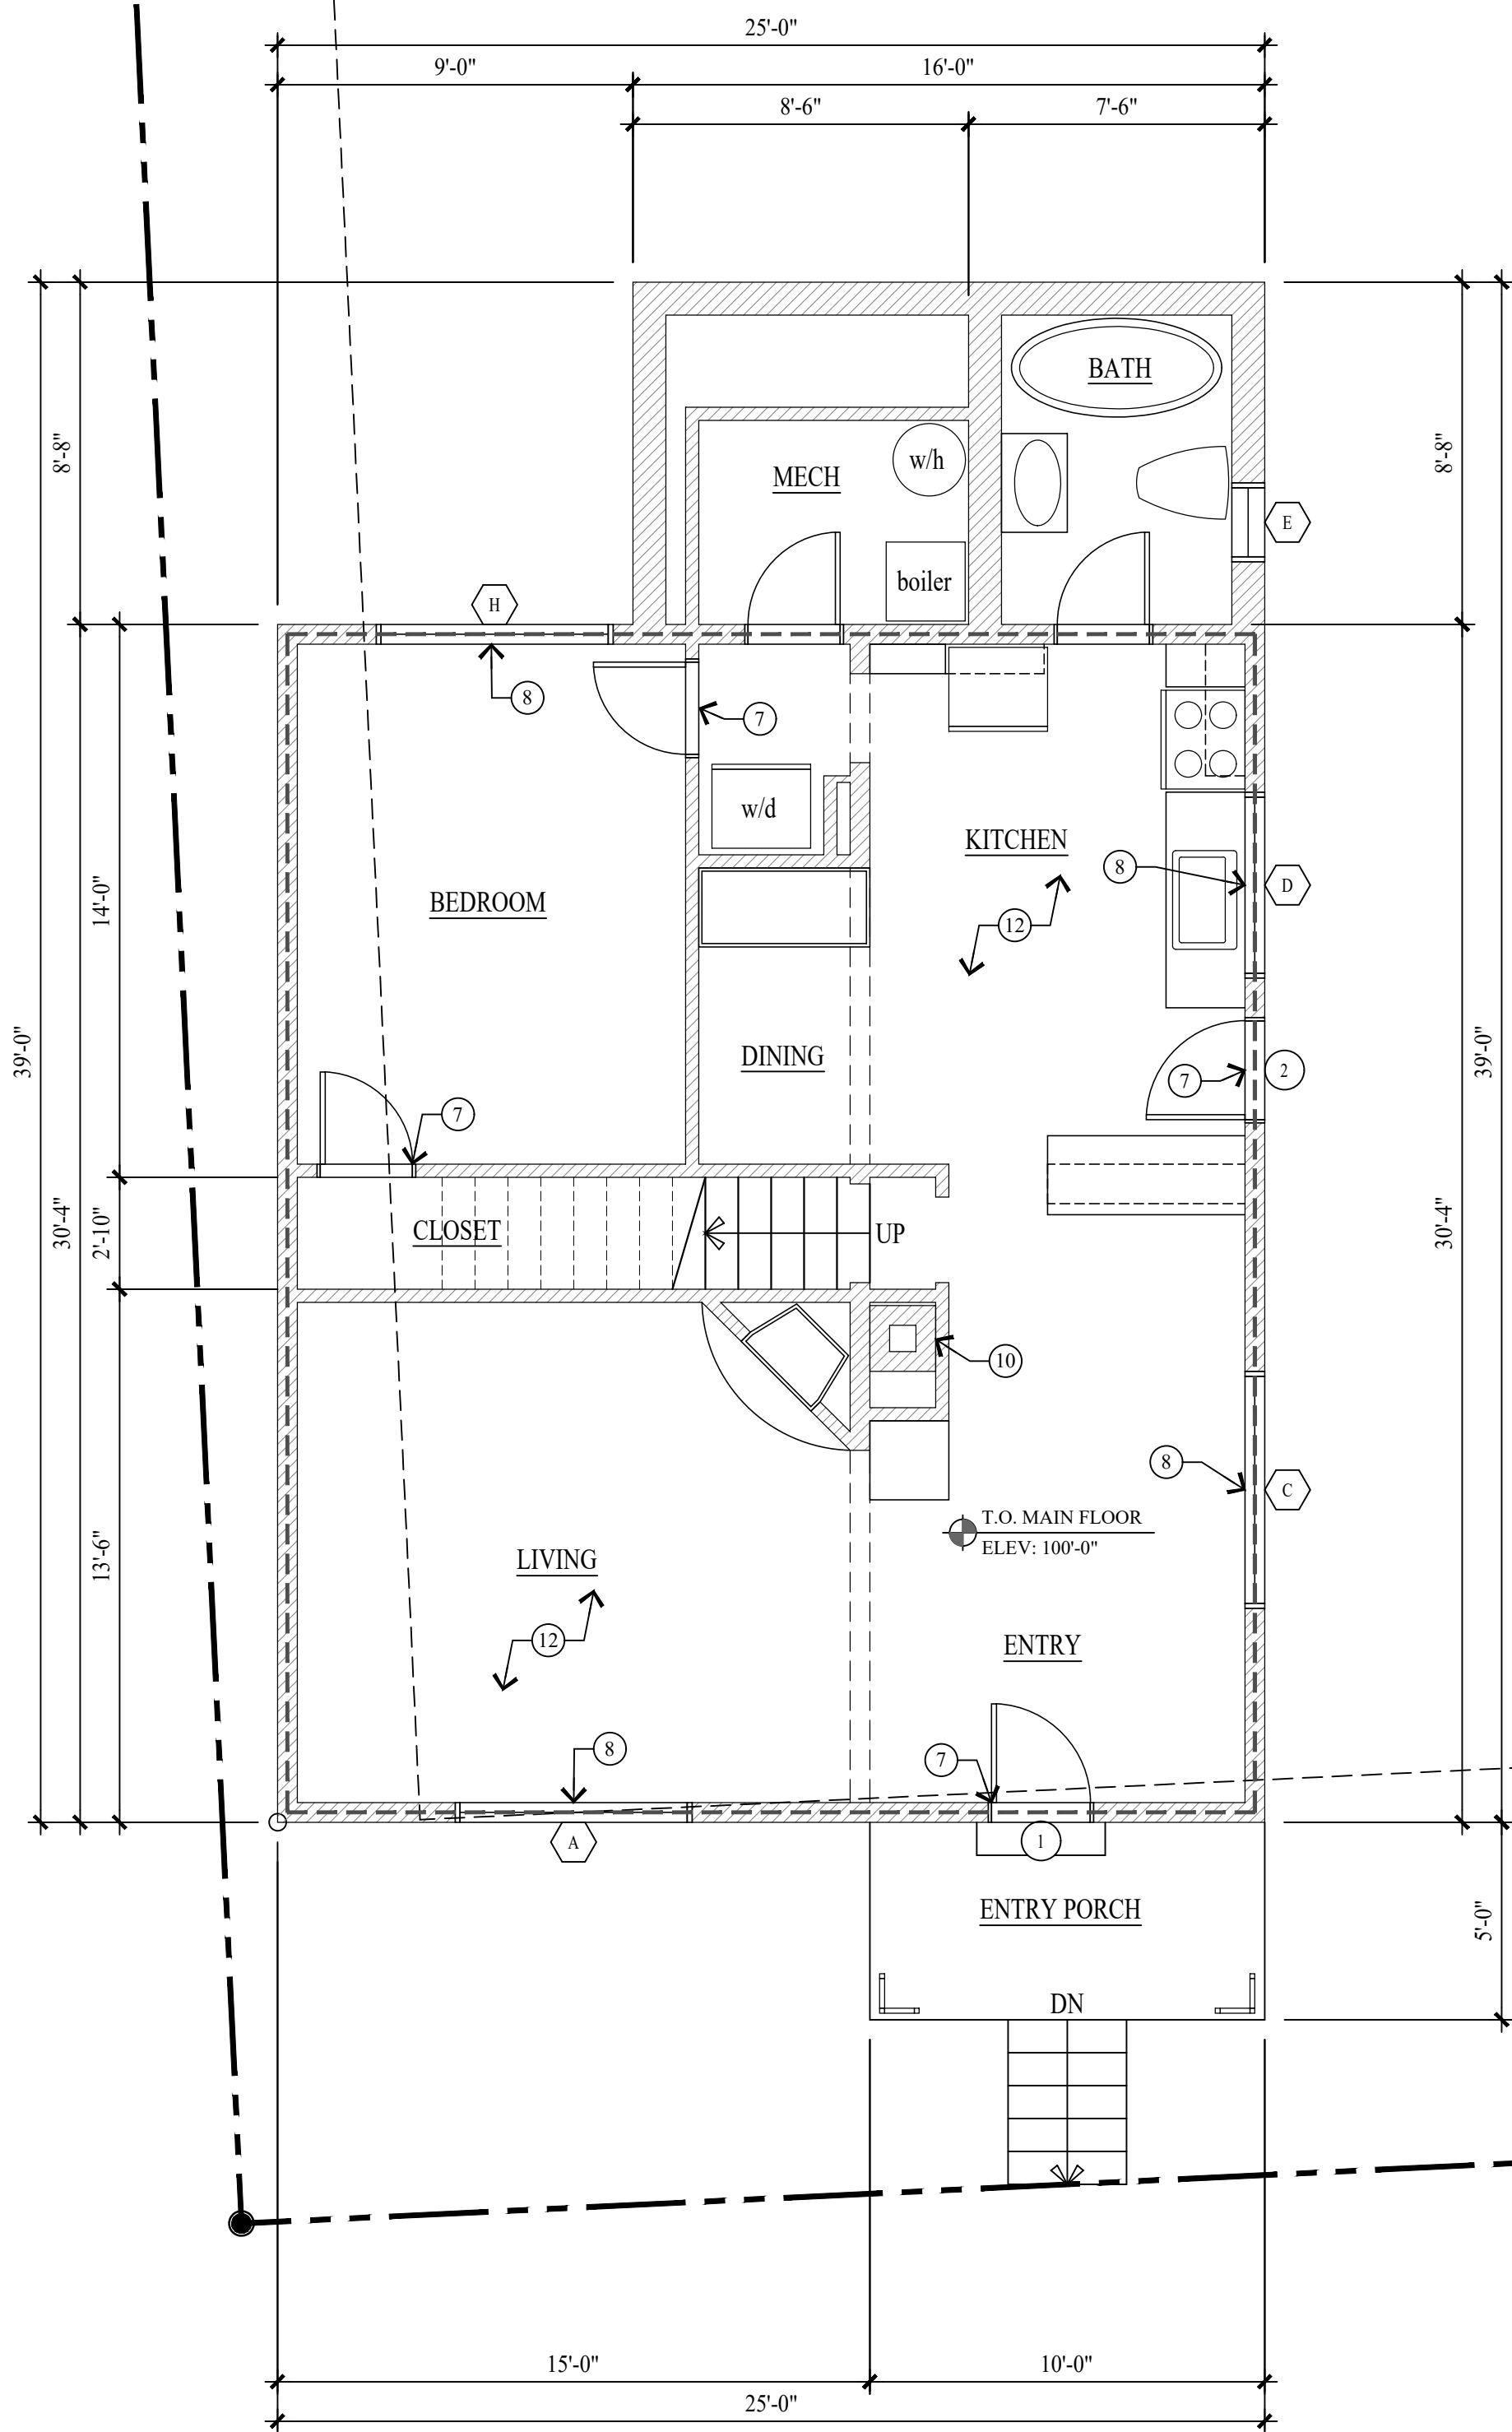 25'-0"
9'-0"
16'-0"
8'-6"
7'-6"
BATH
8'-8"
8'-8"
w/h
MECH
E
boiler
H
8
7
w/d
KITCHEN
8
D
14'-0"
BEDROOM
12
39'-0"
DINING
39'-0"
7
2
7
30'-4"
2'-10"
CLOSET
UP
30'-4"
10
8
C
T.O. MAIN FLOOR
ELEV: 100'-0"
13'-6"
LIVING
12
ENTRY
8
7
A
1
ENTRY PORCH
5'-0"
DN
15'-0"
10'-0"
25'-0"